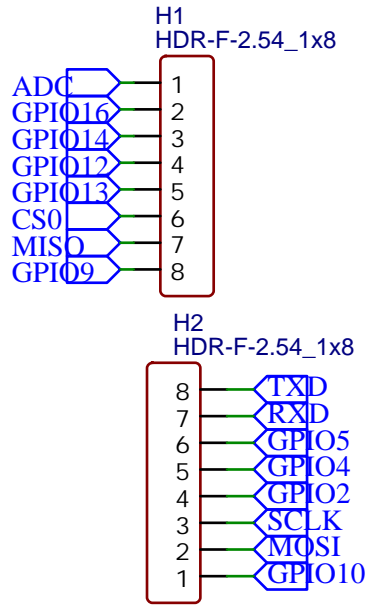 H1
HDR-F-2.54_1x8
ADC 1
GPIO16 2
GPIO14 3
GPIO12 4
GPIO13 5
CS0 6
MISO 7
GPIO9 8
H2
HDR-F-2.54_1x8
8 TXD
7 RXD
6 GPIO5
5 GPIO4
4 GPIO2
3 SCLK
2 MOSI
1 GPIO10